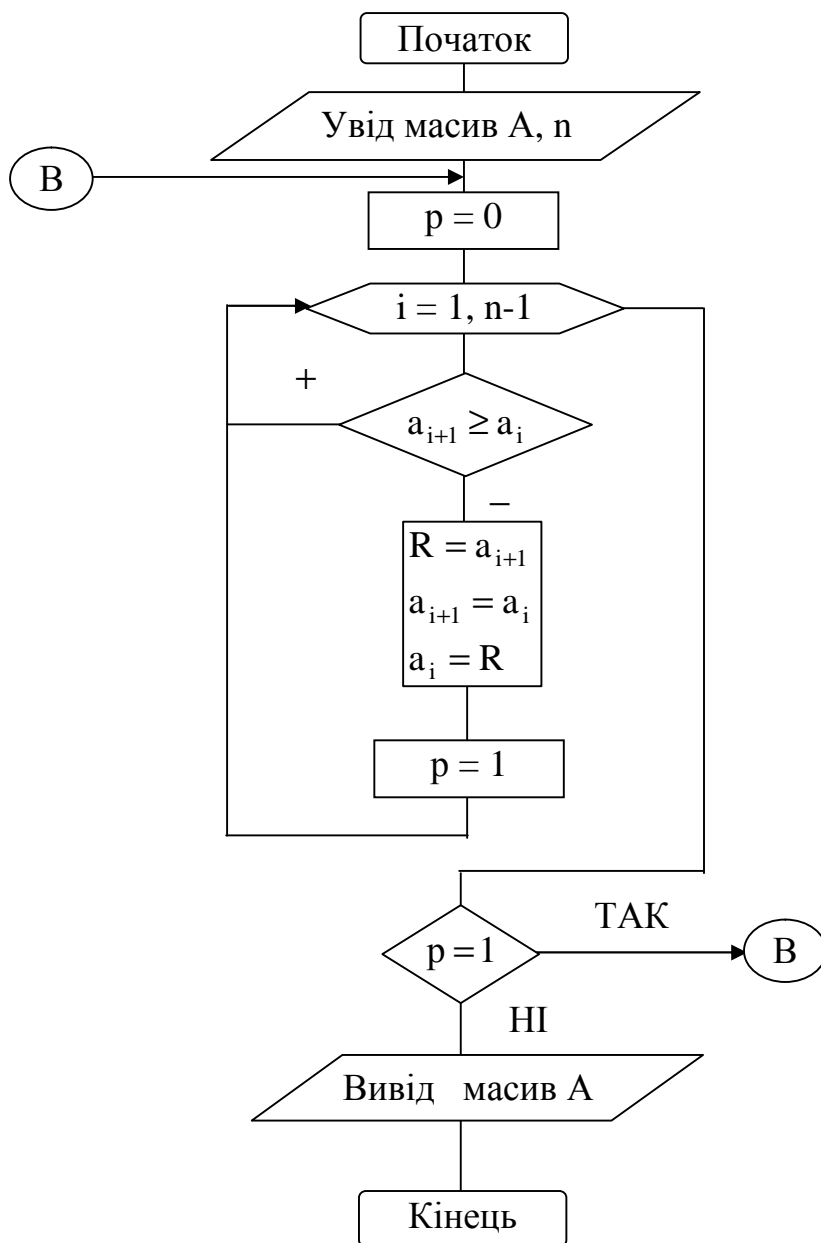 Початок
Увід масив А, n
В
p = 0
i = 1, n-1
+
a_{i+1} ≥ a_i
−
R = a_{i+1}
a_{i+1} = a_i
a_i = R
p = 1
ТАК
p = 1
В
НІ
Вивід масив А
Кінець